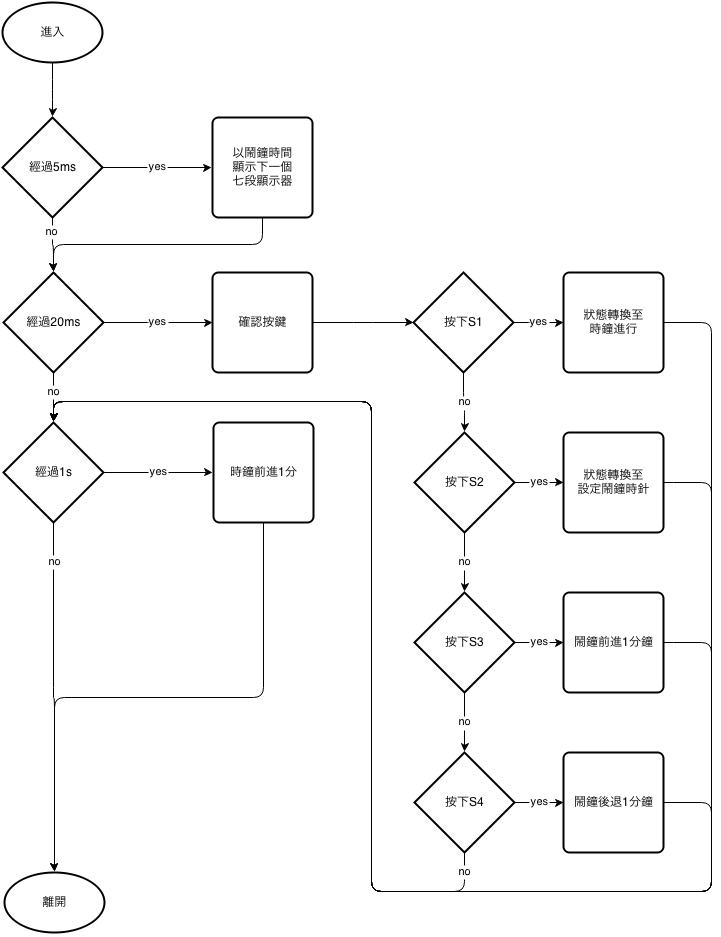 進入
經過5ms
yes
以鬧鐘時間
顯示下一個
七段顯示器
no
經過20ms
yes
確認按鍵
按下S1
yes
狀態轉換至
時鐘進行
no
no
經過1s
yes
時鐘前進1分
按下S2
yes
狀態轉換至
設定鬧鐘時針
no
no
按下S3
yes
鬧鐘前進1分鐘
no
按下S4
yes
鬧鐘後退1分鐘
no
離開